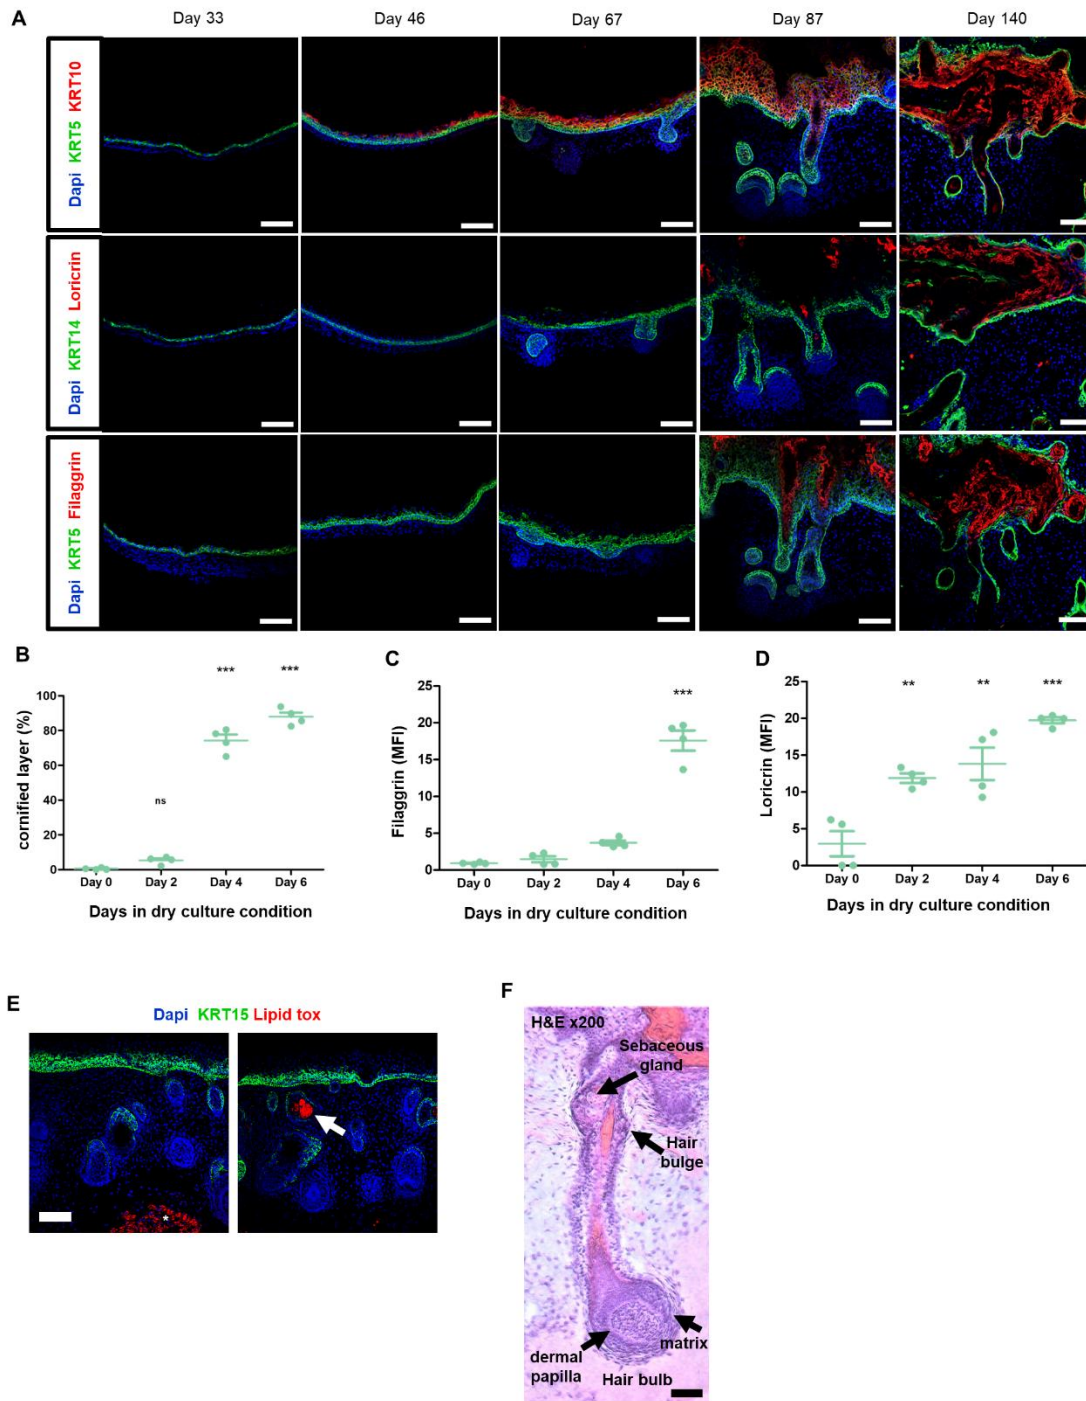 A
Day 33
Day 46
Day 67
Day 87
Day 140
Dapi KRT5 KRT10
Dapi KRT14 Loricrin
Dapi KRT5 Filaggrin
B
cornified layer (%)
100
80
60
40
20
0
ns
***
***
Day 0
Day 2
Day 4
Day 6
Days in dry culture condition
C
Filaggrin (MFI)
25
20
15
10
5
0
***
Day 0
Day 2
Day 4
Day 6
Days in dry culture condition
D
Loricrin (MFI)
25
20
15
10
5
0
**
**
***
Day 0
Day 2
Day 4
Day 6
Days in dry culture condition
E
Dapi KRT15 Lipid tox
*
F
H&E x200
Sebaceous
gland
Hair
bulge
matrix
dermal
papilla
Hair bulb